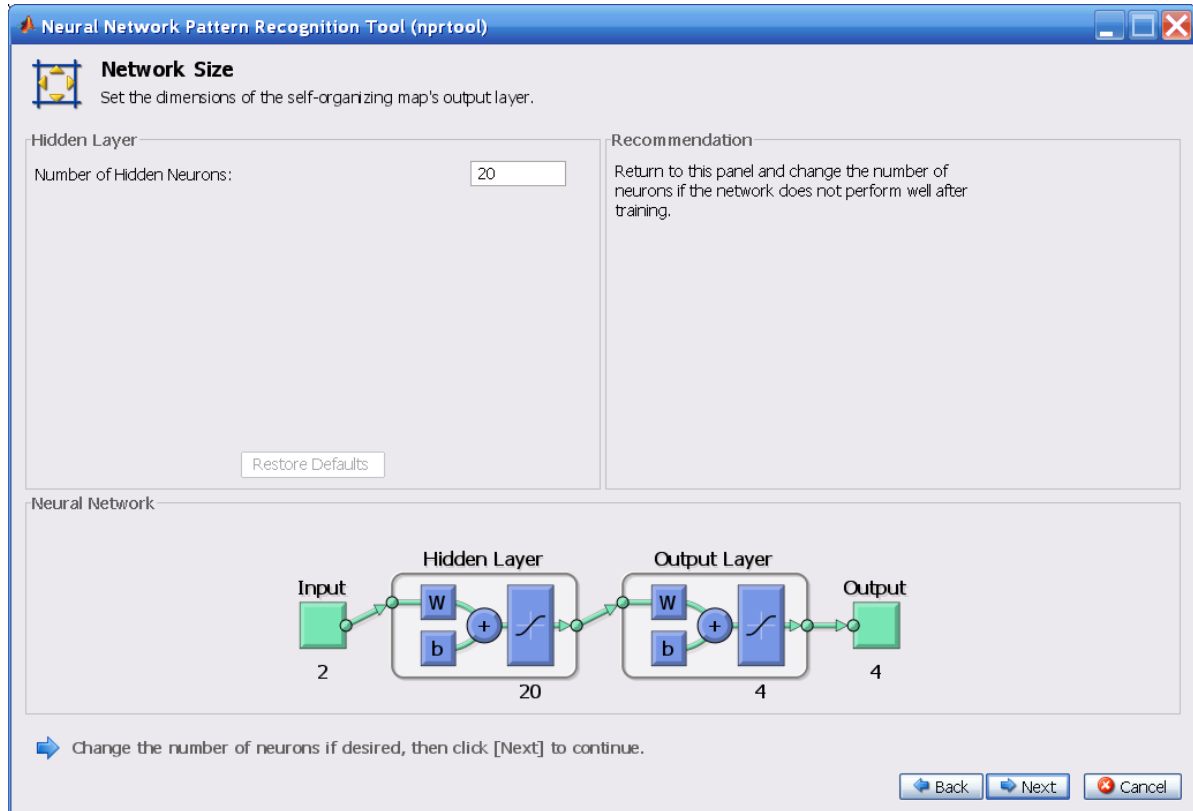 Neural Network Pattern Recognition Tool (nprtool)
Network Size
Set the dimensions of the self-organizing map's output layer.
Hidden Layer
Number of Hidden Neurons:
20
Restore Defaults
Recommendation
Return to this panel and change the number of
neurons if the network does not perform well after
training.
Neural Network
Hidden Layer
Output Layer
Input
Output
W
W
+
+
b
b
2
20
4
4
Change the number of neurons if desired, then click [Next] to continue.
Back
Next
Cancel